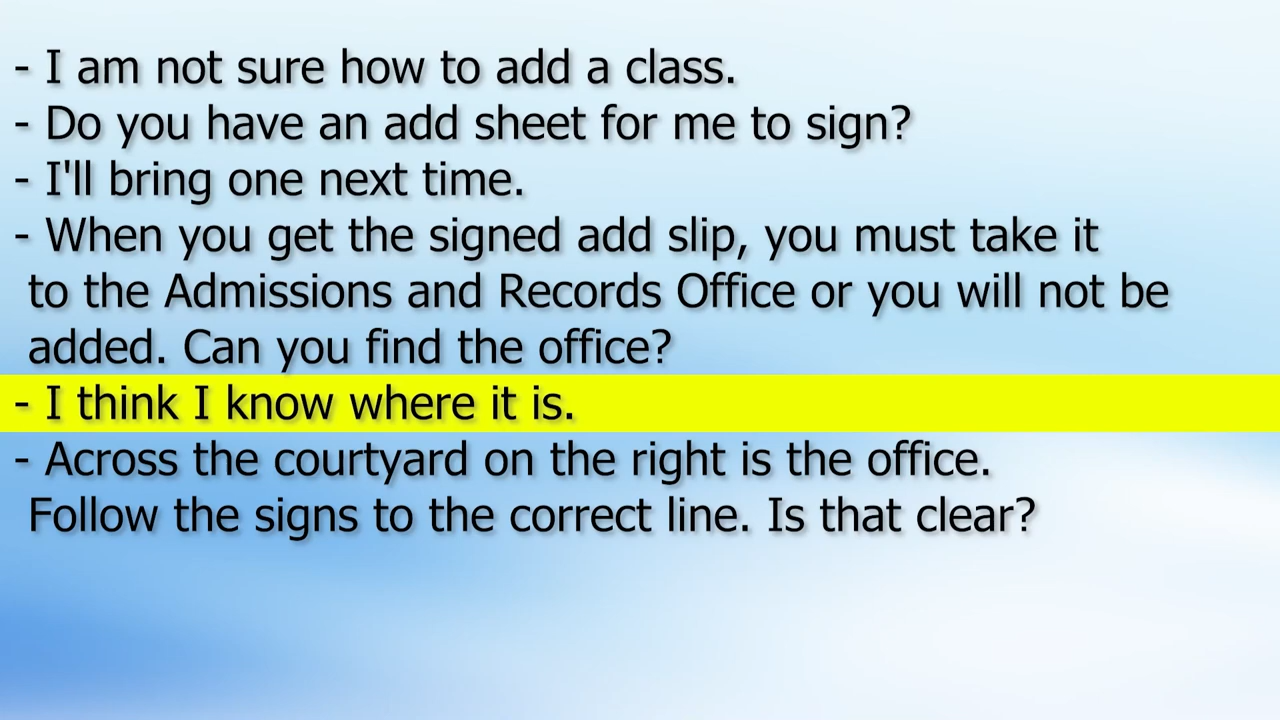 - I am not sure how to add a class.
- Do you have an add sheet for me to sign?
- I'll bring one next time.
- When you get the signed add slip, you must take it
to the Admissions and Records Office or you will not be
added. Can you find the office?
- I think I know where it is.
- Across the courtyard on the right is the office.
Follow the signs to the correct line. Is that clear?